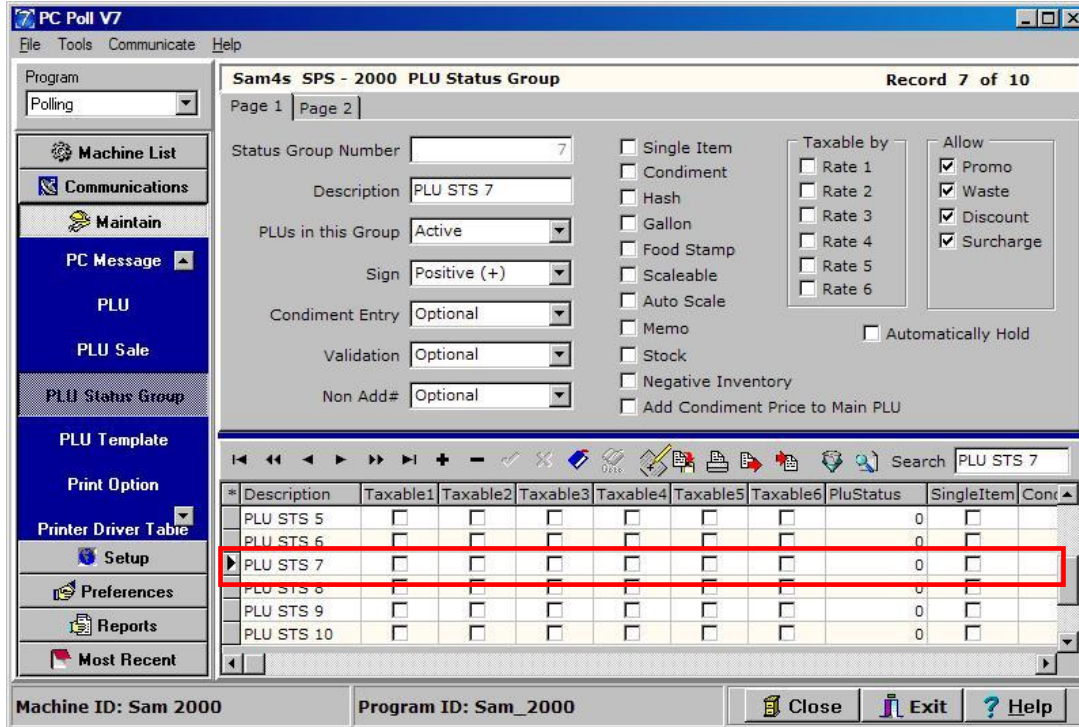 PC Poll V7
File Tools Communicate Help
Program
Polling
Machine List
Communications
Maintain
PC Message
PLU
PLU Sale
PLU Status Group
PLU Template
Print Option
Printer Driver Table
Setup
Preferences
Reports
Most Recent
Sam4s SPS - 2000 PLU Status Group Record 7 of 10
Page 1 Page 2
Status Group Number 7
Description PLU STS 7
PLUs in this Group Active
Sign Positive (+)
Condiment Entry Optional
Validation Optional
Non Add# Optional
Single Item
Condiment
Hash
Gallon
Food Stamp
Scaleable
Auto Scale
Memo
Stock
Negative Inventory
Add Condiment Price to Main PLU
Taxable by
Rate 1
Rate 2
Rate 3
Rate 4
Rate 5
Rate 6
Allow
Promo
Waste
Discount
Surcharge
Automatically Hold
Search PLU STS 7
* Description Taxable1 Taxable2 Taxable3 Taxable4 Taxable5 Taxable6 PluStatus SingleItem Conc
PLU STS 5 0
PLU STS 6 0
PLU STS 7 0
PLU STS 8 0
PLU STS 9 0
PLU STS 10 0
Machine ID: Sam 2000 Program ID: Sam_2000 Close Exit Help